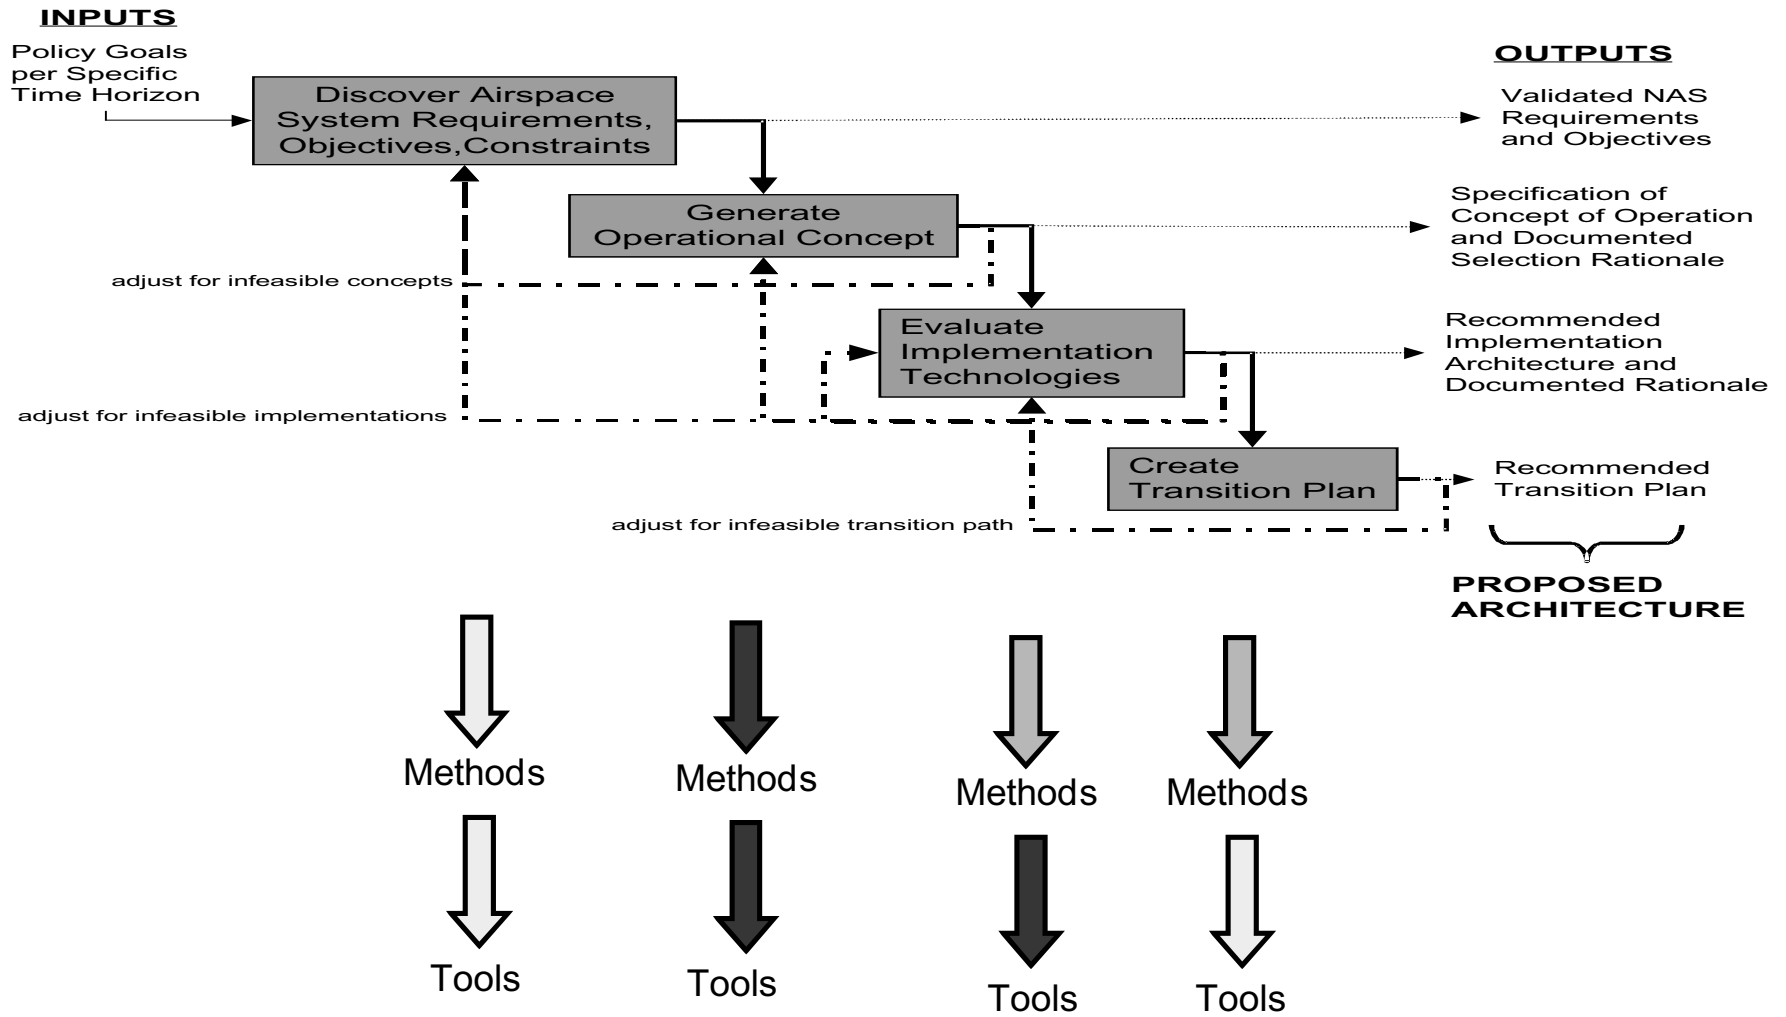 INPUTS
Policy Goals
per Specific
Time Horizon
OUTPUTS
Discover Airspace
System Requirements,
Objectives,Constraints
Validated NAS
Requirements
and Objectives
Generate
Operational Concept
Specification of
Concept of Operation
and Documented
Selection Rationale
adjust for infeasible concepts
Evaluate
Implementation
Technologies
Recommended
Implementation
Architecture and
Documented Rationale
adjust for infeasible implementations
Create
Transition Plan
Recommended
Transition Plan
adjust for infeasible transition path
PROPOSED
ARCHITECTURE
Methods
Methods
Methods
Methods
Tools
Tools
Tools
Tools